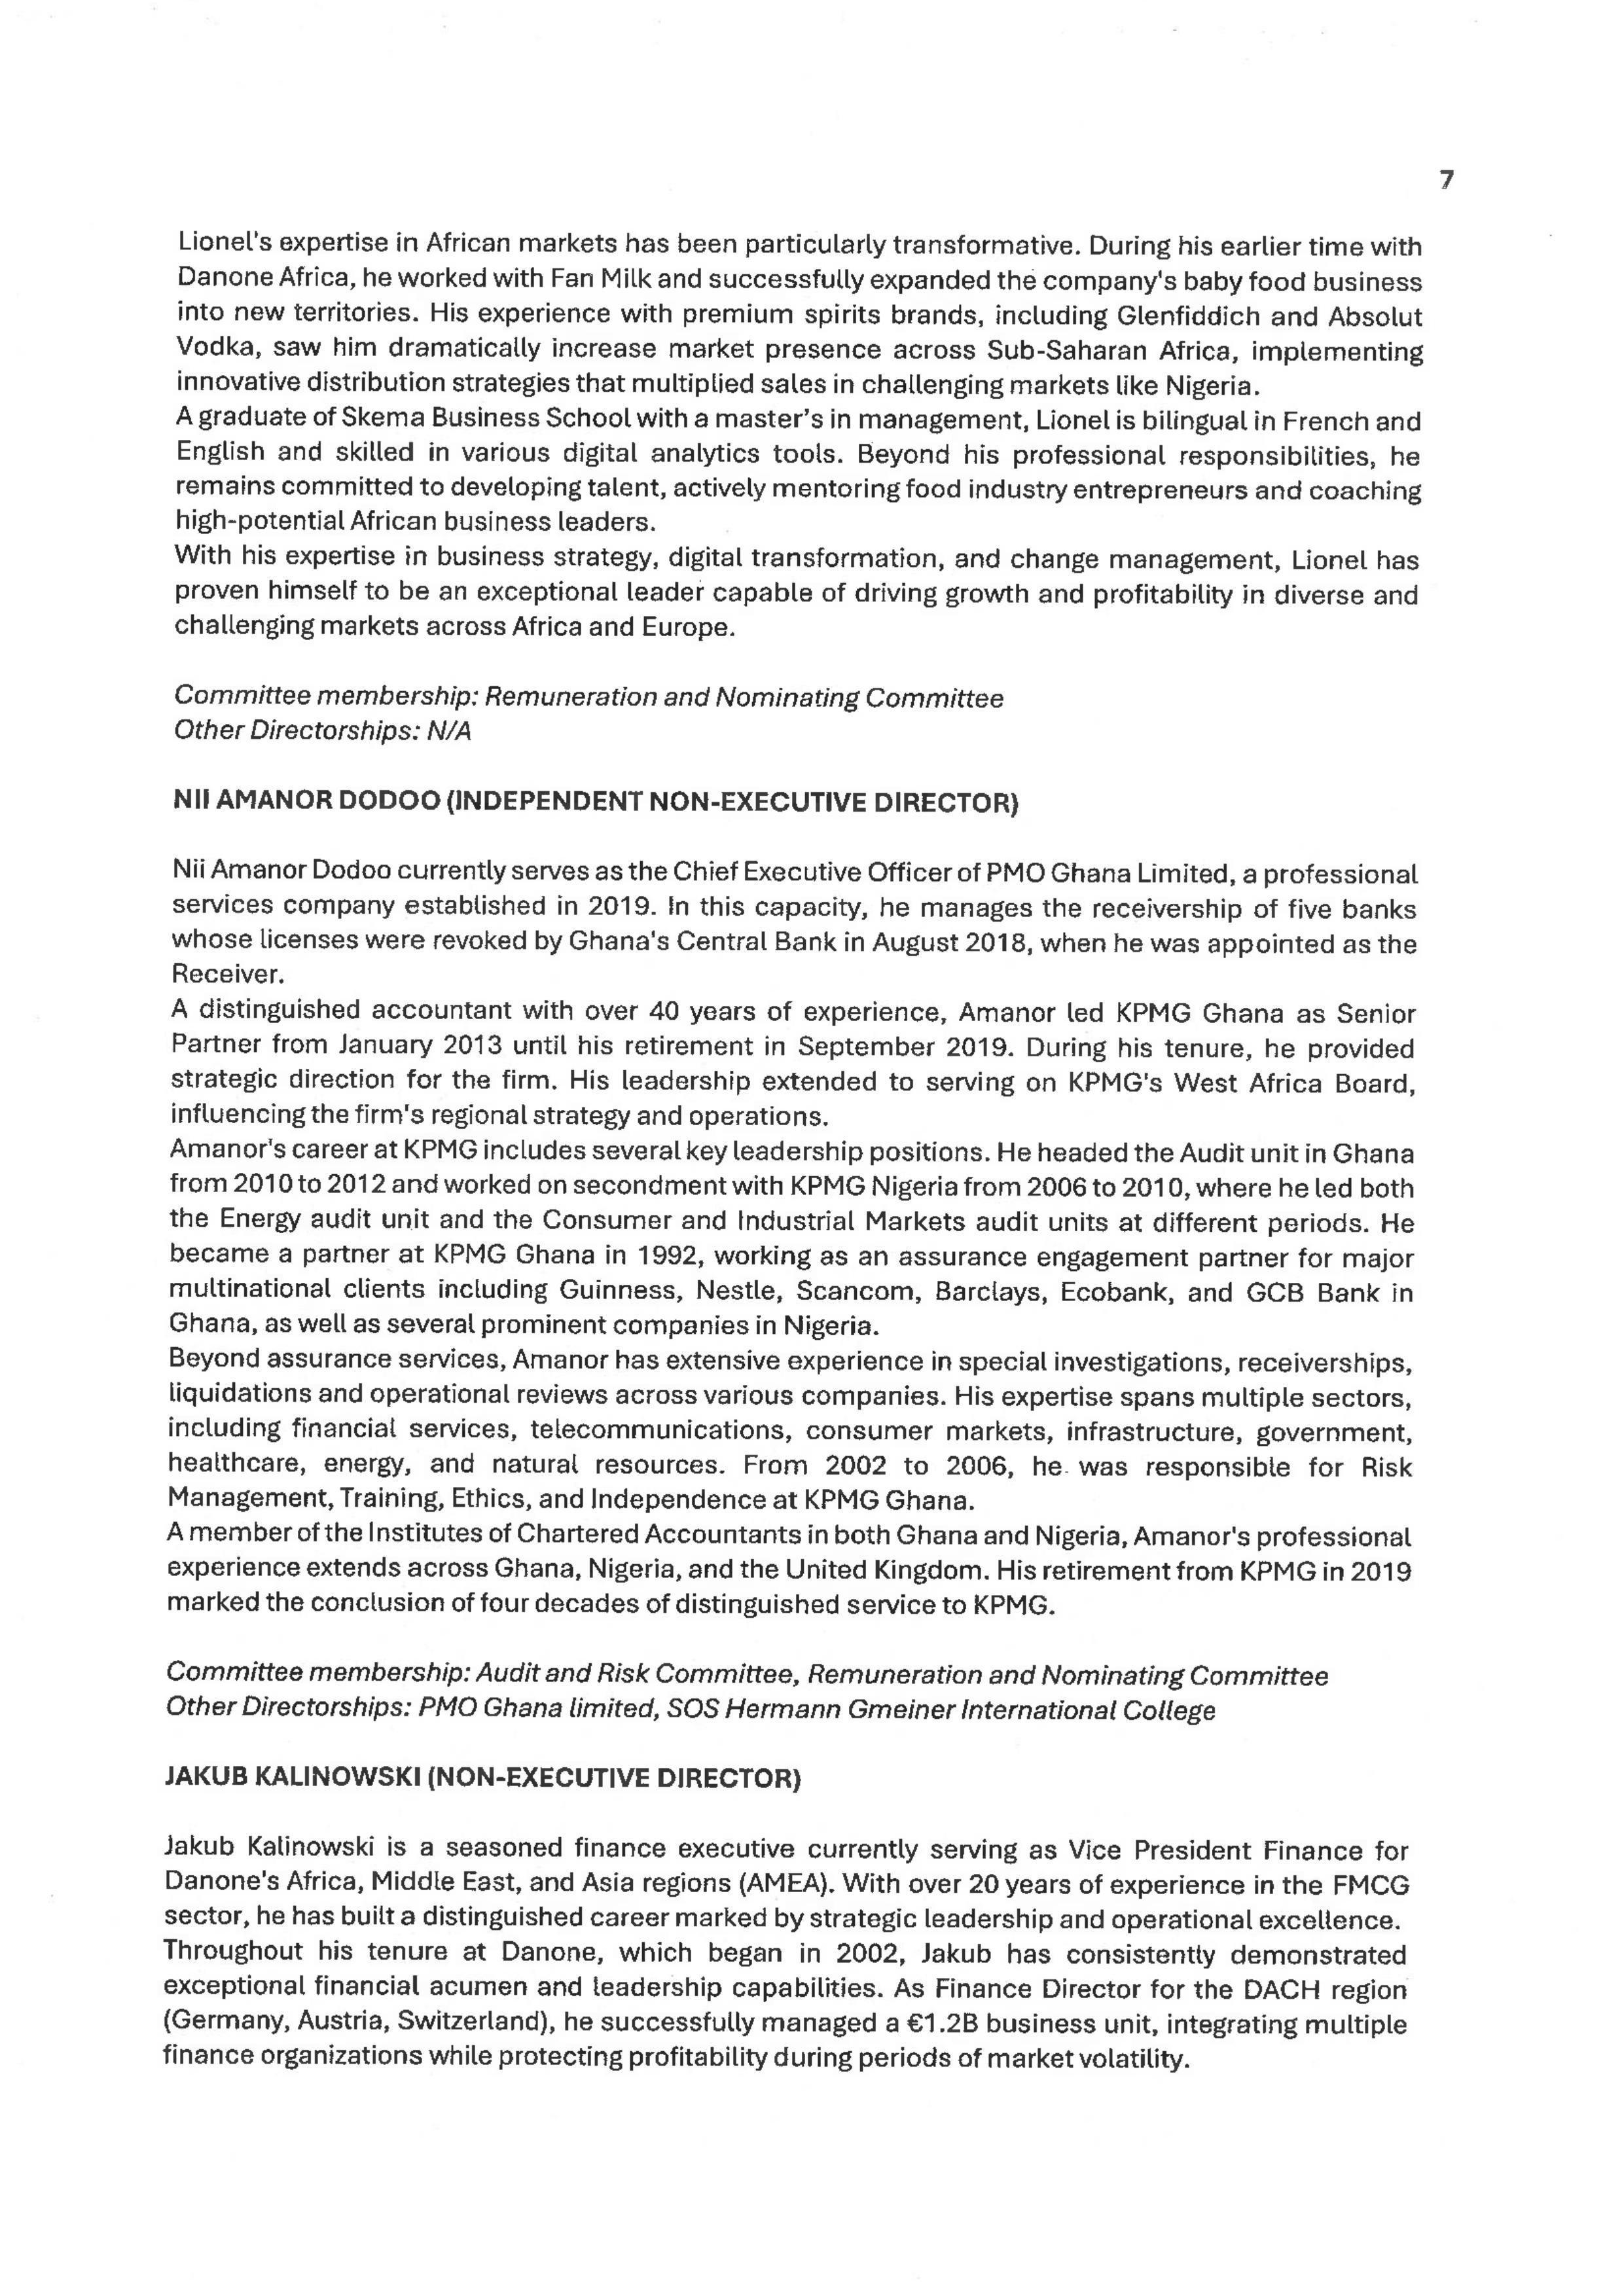 7
Lionel's expertise in African markets has been particularly transformative. During his earlier time with
Danone Africa, he worked with Fan Milk and successfully expanded the company's baby food business
into new territories. His experience with premium spirits brands, including Glenfiddich and Absolut
Vodka, saw him dramatically increase market presence across Sub-Saharan Africa, implementing
innovative distribution strategies that multiplied sales in challenging markets like Nigeria.
A graduate of Skema Business School with a master's in management, Lionel is bilingual in French and
English and skilled in various digital analytics tools. Beyond his professional responsibilities, he
remains committed to developing talent, actively mentoring food industry entrepreneurs and coaching
high-potential African business leaders.
With his expertise in business strategy, digital transformation, and change management, Lionel has
proven himself to be an exceptional leader capable of driving growth and profitability in diverse and
challenging markets across Africa and Europe.
Committee membership: Remuneration and Nominating Committee
Other Directorships: N/A
NII AMANOR DODOO (INDEPENDENT NON-EXECUTIVE DIRECTOR)
Nii Amanor Dodoo currently serves as the Chief Executive Officer of PMO Ghana Limited, a professional
services company established in 2019. In this capacity, he manages the receivership of five banks
whose licenses were revoked by Ghana's Central Bank in August 2018, when he was appointed as the
Receiver.
A distinguished accountant with over 40 years of experience, Amanor led KPMG Ghana as Senior
Partner from January 2013 until his retirement in September 2019. During his tenure, he provided
strategic direction for the firm. His leadership extended to serving on KPMG's West Africa Board,
influencing the firm's regional strategy and operations.
Amanor's career at KPMG includes several key leadership positions. He headed the Audit unit in Ghana
from 2010 to 2012 and worked on secondment with KPMG Nigeria from 2006 to 2010, where he led both
the Energy audit unit and the Consumer and Industrial Markets audit units at different periods. He
became a partner at KPMG Ghana in 1992, working as an assurance engagement partner for major
multinational clients including Guinness, Nestle, Scancom, Barclays, Ecobank, and GCB Bank in
Ghana, as well as several prominent companies in Nigeria.
Beyond assurance services, Amanor has extensive experience in special investigations, receiverships,
liquidations and operational reviews across various companies. His expertise spans multiple sectors,
including financial services, telecommunications, consumer markets, infrastructure, government,
healthcare, energy, and natural resources. From 2002 to 2006, he was responsible for Risk
Management, Training, Ethics, and Independence at KPMG Ghana.
A member of the Institutes of Chartered Accountants in both Ghana and Nigeria, Amanor's professional
experience extends across Ghana, Nigeria, and the United Kingdom. His retirement from KPMG in 2019
marked the conclusion of four decades of distinguished service to KPMG.
Committee membership: Audit and Risk Committee, Remuneration and Nominating Committee
Other Directorships: PMO Ghana limited, SOS Hermann Gmeiner International College
JAKUB KALINOWSKI (NON-EXECUTIVE DIRECTOR)
Jakub Kalinowski is a seasoned finance executive currently serving as Vice President Finance for
Danone's Africa, Middle East, and Asia regions (AMEA). With over 20 years of experience in the FMCG
sector, he has built a distinguished career marked by strategic leadership and operational excellence.
Throughout his tenure at Danone, which began in 2002, Jakub has consistently demonstrated
exceptional financial acumen and leadership capabilities. As Finance Director for the DACH region
(Germany, Austria, Switzerland), he successfully managed a €1.2B business unit, integrating multiple
finance organizations while protecting profitability during periods of market volatility.